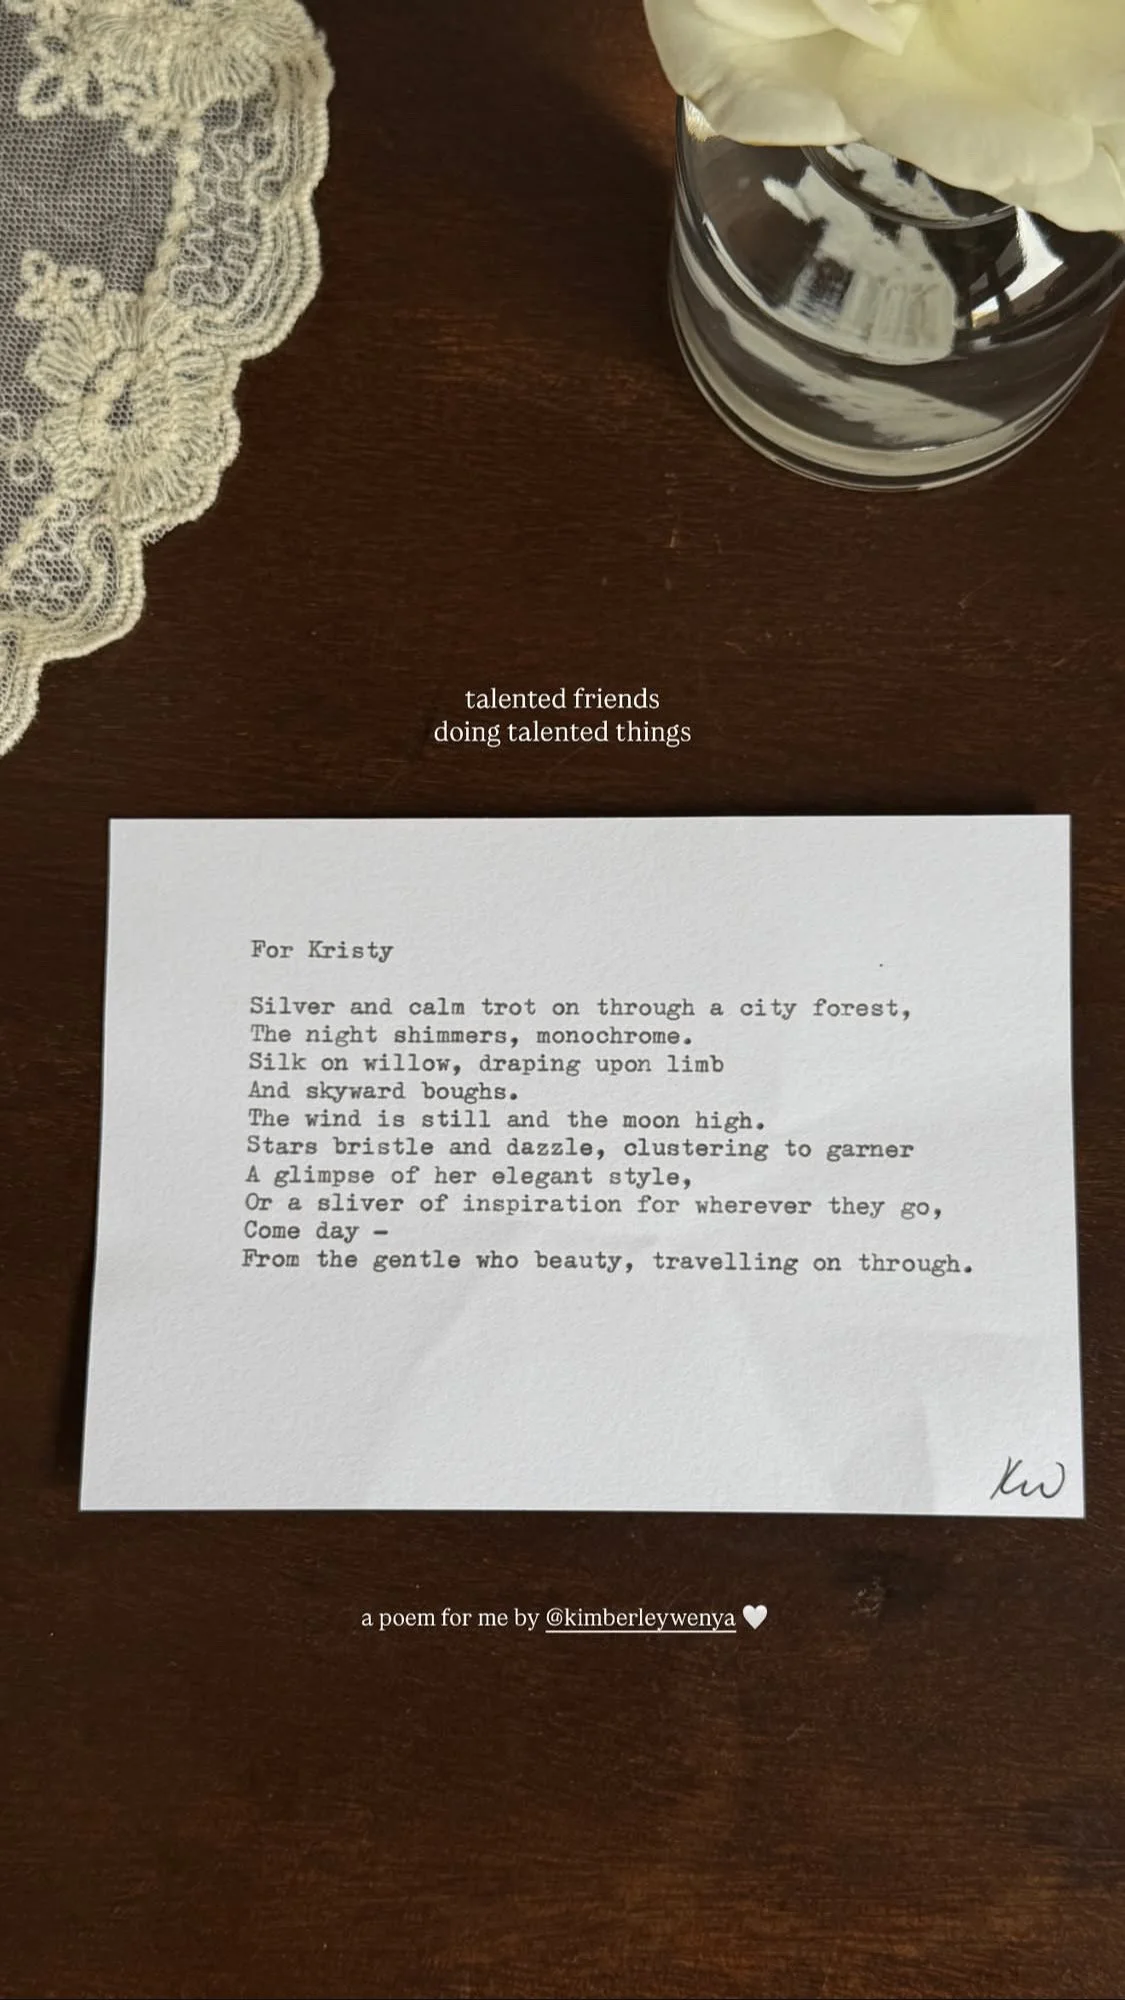 talented friends
doing talented things
For Kristy
Silver and calm trot on through a city forest,
The night shimmers, monochrome.
Silk on willow, draping upon limb
And skyward boughs.
The wind is still and the moon high.
Stars bristle and dazzle, clustering to garner
A glimpse of her elegant style,
Or a sliver of inspiration for wherever they go,
Come day -
From the gentle who beauty, travelling on through.
KW
a poem for me by @kimberleywenya 🤍